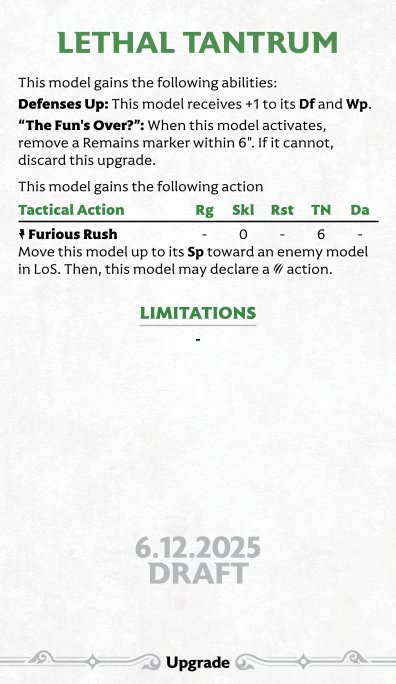 LETHAL TANTRUM
This model gains the following abilities:
Defenses Up: This model receives +1 to its Df and Wp.
“The Fun's Over?”: When this model activates,
remove a Remains marker within 6". If it cannot,
discard this upgrade.
This model gains the following action
Tactical Action Rg Skl Rst TN Da
Furious Rush - 0 - 6 -
Move this model up to its Sp toward an enemy model
in LoS. Then, this model may declare a action.
LIMITATIONS
-
6.12.2025
DRAFT
Upgrade